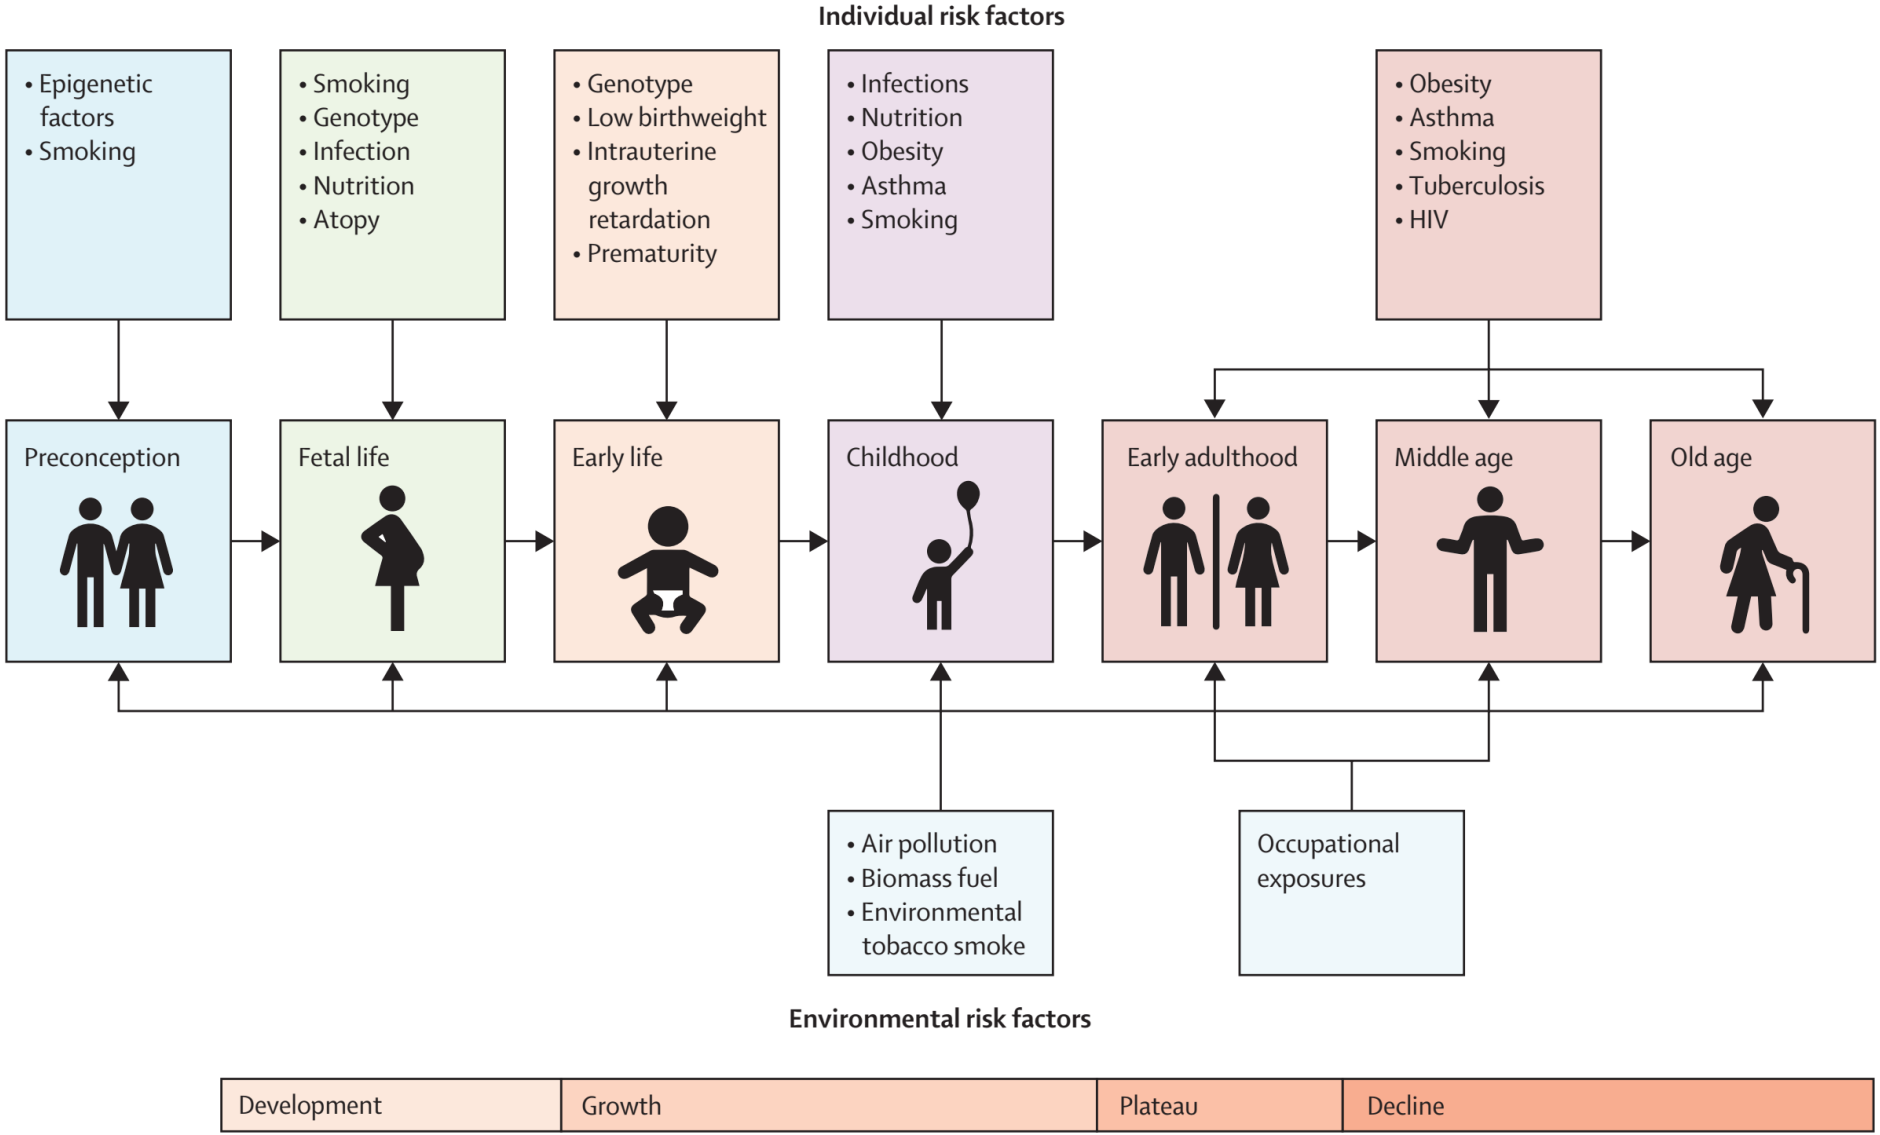 Individual risk factors
• Epigenetic
factors
• Smoking
• Smoking
• Genotype
• Infection
• Nutrition
• Atopy
• Genotype
• Low birthweight
• Intrauterine
growth
retardation
• Prematurity
• Infections
• Nutrition
• Obesity
• Asthma
• Smoking
• Obesity
• Asthma
• Smoking
• Tuberculosis
• HIV
Preconception
Fetal life
Early life
Childhood
Early adulthood
Middle age
Old age
• Air pollution
• Biomass fuel
• Environmental
tobacco smoke
Occupational
exposures
Environmental risk factors
Development
Growth
Plateau
Decline